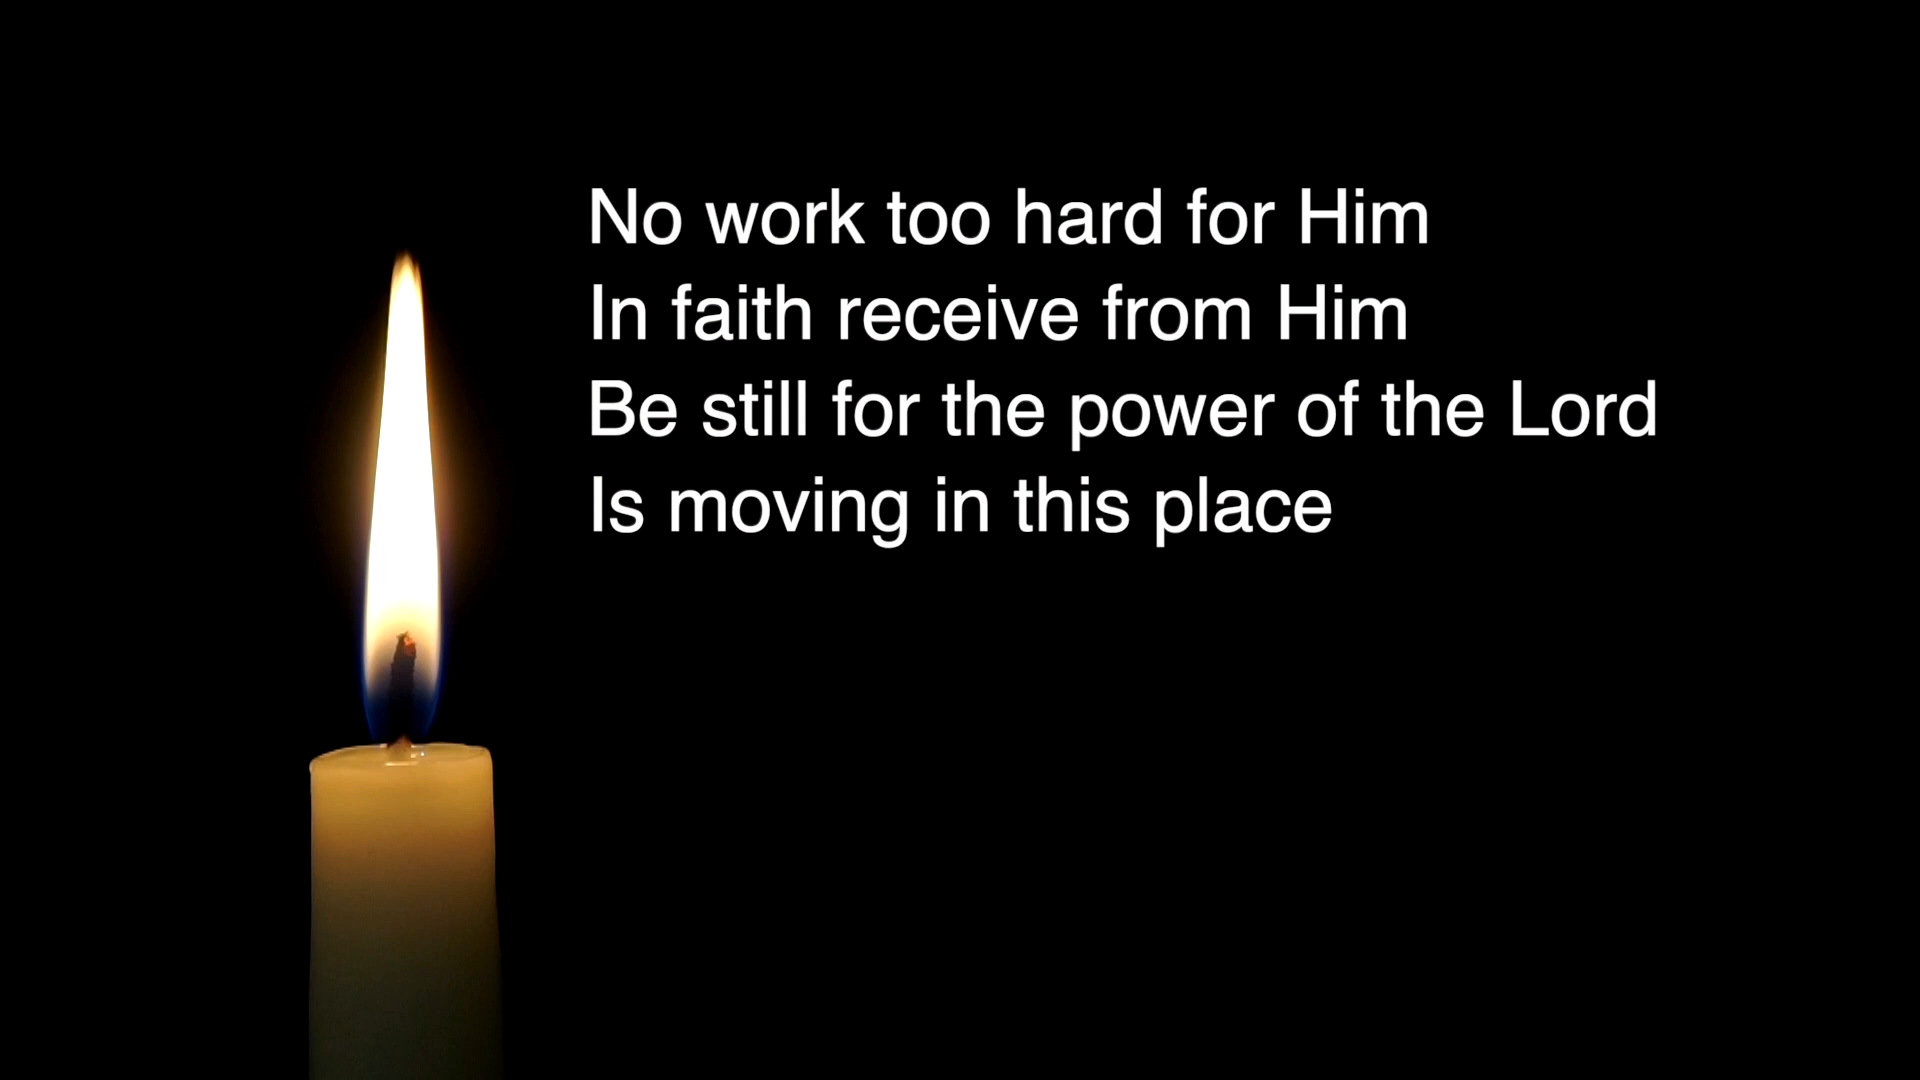 No work too hard for Him
In faith receive from Him
Be still for the power of the Lord
Is moving in this place